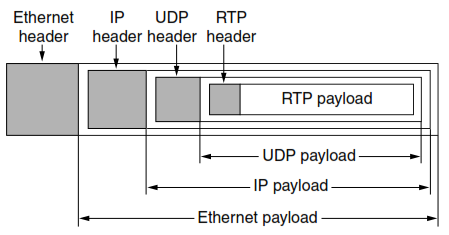 Ethernet IP UDP RTP
header header header header
RTP payload
UDP payload
IP payload
Ethernet payload